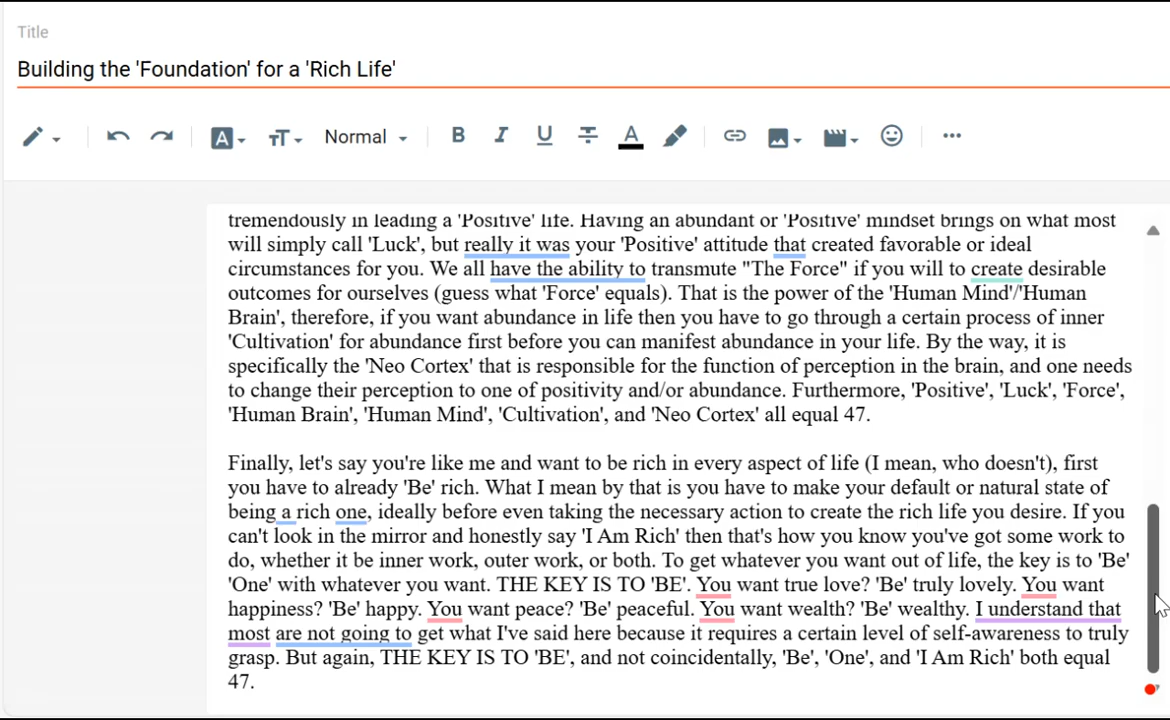 Title
Building the 'Foundation' for a 'Rich Life'
Normal
tremendously in leading a 'Positive' life. Having an abundant or 'Positive' mindset brings on what most
will simply call 'Luck', but really it was your 'Positive' attitude that created favorable or ideal
circumstances for you. We all have the ability to transmute "The Force" if you will to create desirable
outcomes for ourselves (guess what 'Force' equals). That is the power of the 'Human Mind'/'Human
Brain', therefore, if you want abundance in life then you have to go through a certain process of inner
'Cultivation' for abundance first before you can manifest abundance in your life. By the way, it is
specifically the 'Neo Cortex' that is responsible for the function of perception in the brain, and one needs
to change their perception to one of positivity and/or abundance. Furthermore, 'Positive', 'Luck', 'Force',
'Human Brain', 'Human Mind', 'Cultivation', and 'Neo Cortex' all equal 47.
Finally, let's say you're like me and want to be rich in every aspect of life (I mean, who doesn't), first
you have to already 'Be' rich. What I mean by that is you have to make your default or natural state of
being a rich one, ideally before even taking the necessary action to create the rich life you desire. If you
can't look in the mirror and honestly say 'I Am Rich' then that's how you know you've got some work to
do, whether it be inner work, outer work, or both. To get whatever you want out of life, the key is to 'Be'
'One' with whatever you want. THE KEY IS TO 'BE'. You want true love? 'Be' truly lovely. You want
happiness? 'Be' happy. You want peace? 'Be' peaceful. You want wealth? 'Be' wealthy. I understand that
most are not going to get what I've said here because it requires a certain level of self-awareness to truly
grasp. But again, THE KEY IS TO 'BE', and not coincidentally, 'Be', 'One', and 'I Am Rich' both equal
47.